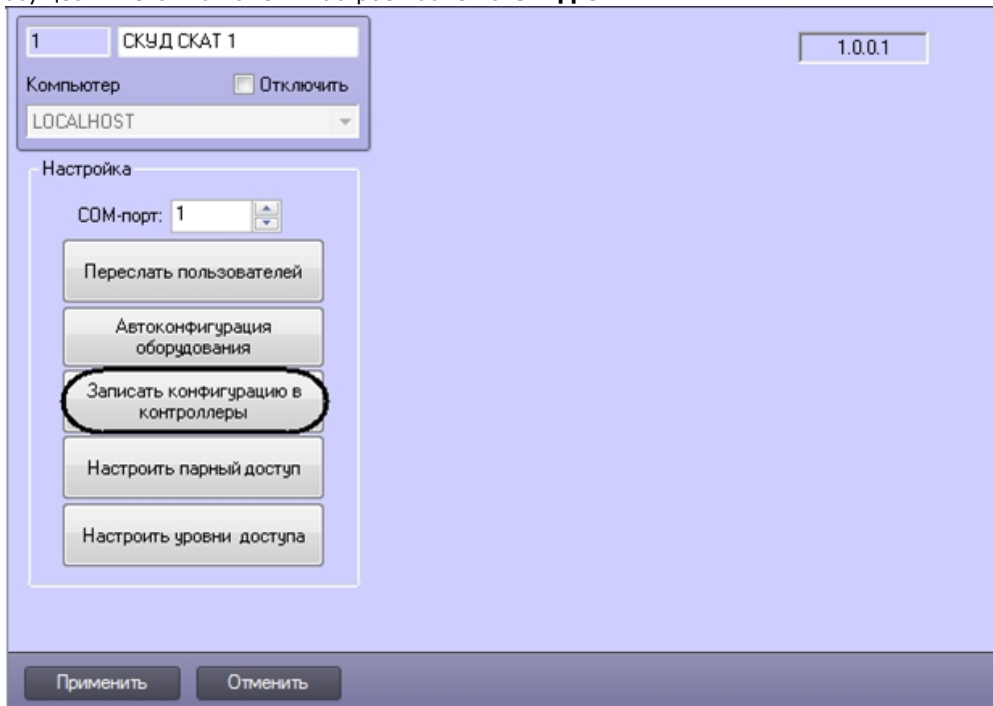 1 СКУД СКАТ 1
1.0.0.1
Компьютер Отключить
LOCALHOST
Настройка
COM-порт: 1
Переслать пользователей
Автоконфигурация
оборудования
Записать конфигурацию в
контроллеры
Настроить парный доступ
Настроить уровни доступа
Применить Отменить